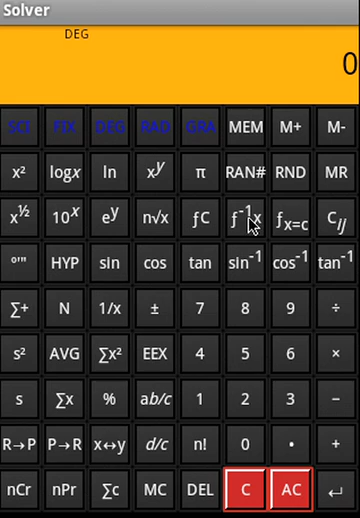 Solver
DEG
0
SCI FIX DEG RAD GRA MEM M+ M-
x² logx ln xʸ π RAN# RND MR
x½ 10ˣ eʸ n√x ƒC ƒ⁻¹x ƒx=c Cij
°'" HYP sin cos tan sin⁻¹ cos⁻¹ tan⁻¹
∑+ N 1/x ± 7 8 9 ÷
s² AVG ∑x² EEX 4 5 6 ×
s ∑x % ab/c 1 2 3 −
R→P P→R x↔y d/c n! 0 • +
nCr nPr ∑c MC DEL C AC ↵